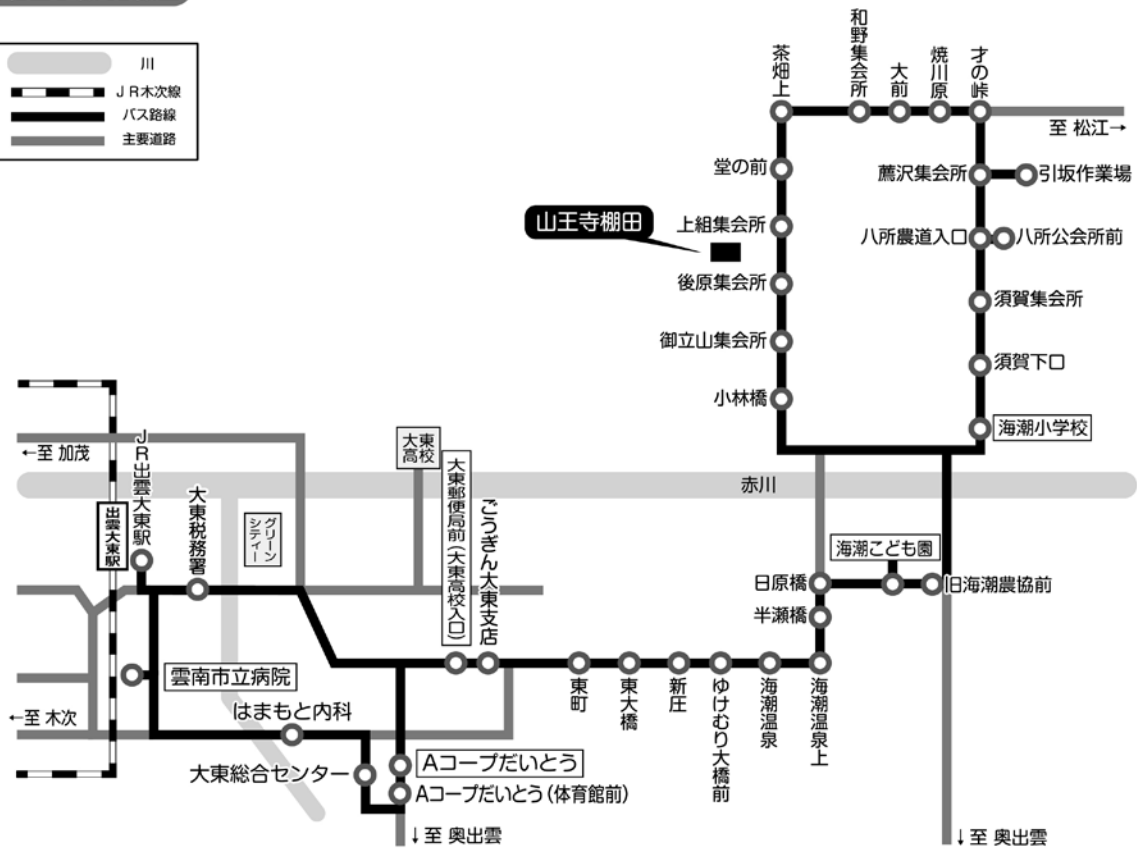 川
JR木次線
バス路線
主要道路
茶畑上
和野集会所
大前
焼川原
才の峠
至 松江→
堂の前
薦沢集会所
引坂作業場
山王寺棚田
上組集会所
八所農道入口
八所公会所前
後原集会所
須賀集会所
御立山集会所
須賀下口
小林橋
海潮小学校
←至 加茂
JR出雲大東駅
大東高校
大東郵便局前(大東高校入口)
ごうぎん大東支店
赤川
出雲大東駅
大東税務署
グリーンシティー
海潮こども園
日原橋
旧海潮農協前
半瀬橋
雲南市立病院
←至 木次
はまもと内科
東町
東大橋
新庄
ゆけむり大橋前
海潮温泉
海潮温泉上
大東総合センター
Aコープだいとう
Aコープだいとう(体育館前)
↓至 奥出雲
↓至 奥出雲